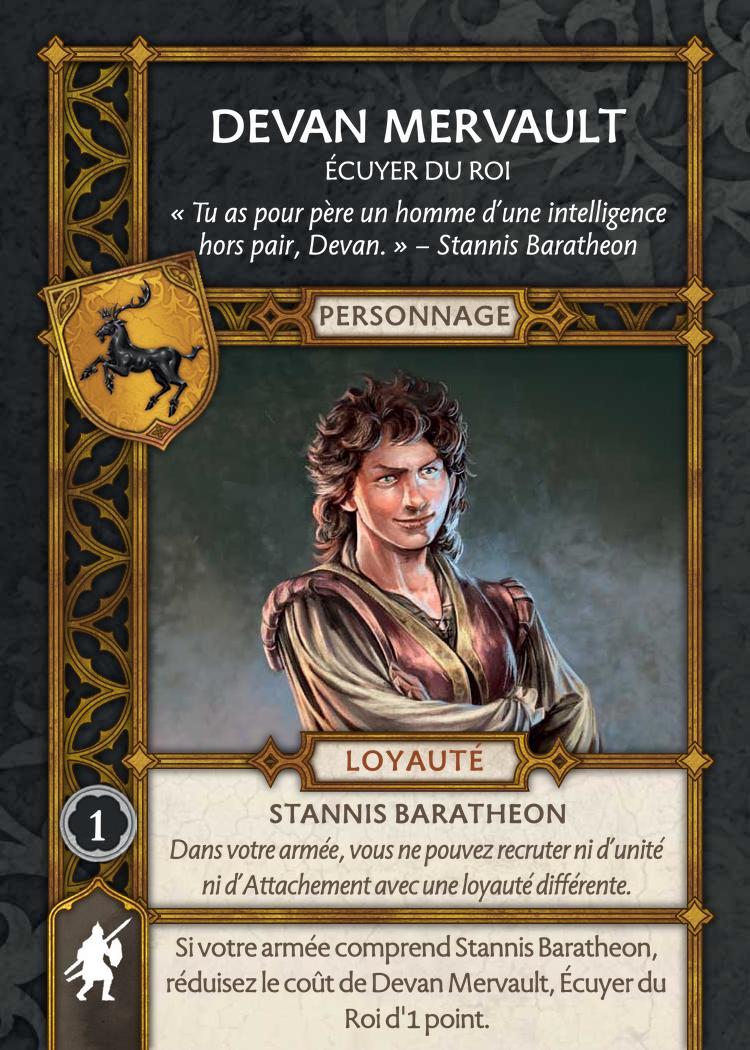 DEVAN MERVAULT
ÉCUYER DU ROI
« Tu as pour père un homme d'une intelligence
hors pair, Devan. » – Stannis Baratheon
PERSONNAGE
LOYAUTÉ
1
STANNIS BARATHEON
Dans votre armée, vous ne pouvez recruter ni d'unité
ni d'Attachement avec une loyauté différente.
Si votre armée comprend Stannis Baratheon,
réduisez le coût de Devan Mervault, Écuyer du
Roi d'1 point.